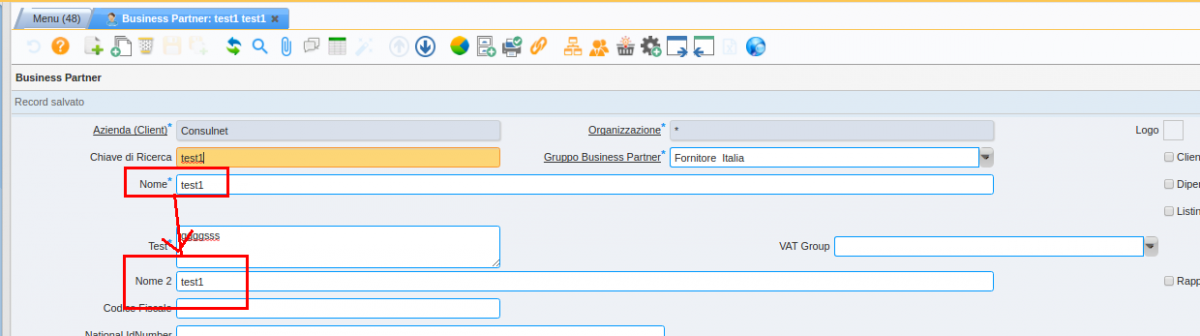 Menu (48) Business Partner: test1 test1
Business Partner
Record salvato
Azienda (Client)* Consulnet Organizzazione* * Logo
Chiave di Ricerca test1 Gruppo Business Partner* Fornitore Italia Clien
Nome* test1 Diper
Listin
Test* ggggsss VAT Group
Nome 2 test1 Rapp
Codice Fiscale
National IdNumber